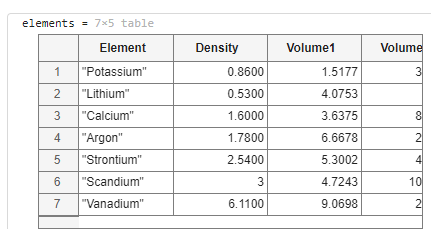 elements = 7×5 table
Element Density Volume1 Volume
1 "Potassium" 0.8600 1.5177 3
2 "Lithium" 0.5300 4.0753
3 "Calcium" 1.6000 3.6375 8
4 "Argon" 1.7800 6.6678 2
5 "Strontium" 2.5400 5.3002 4
6 "Scandium" 3 4.7243 10
7 "Vanadium" 6.1100 9.0698 2